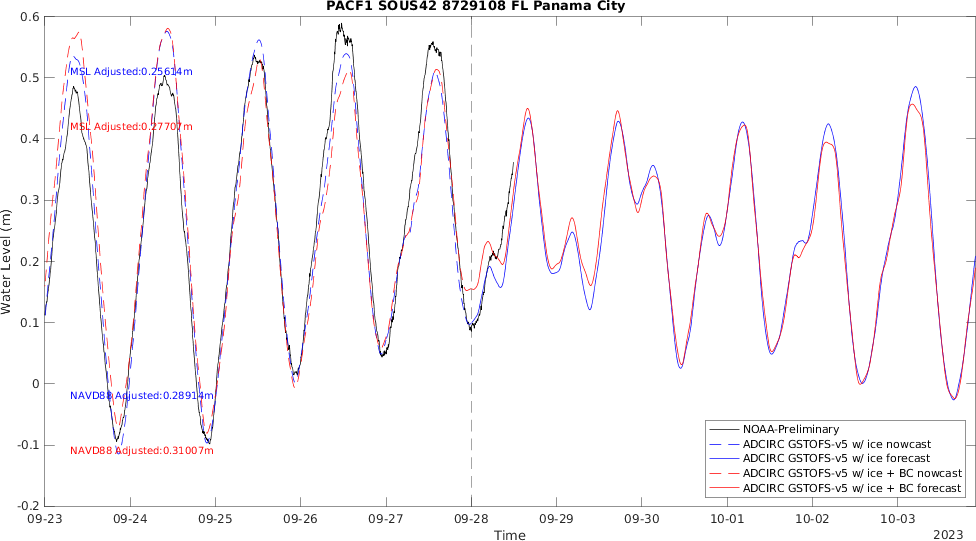 PACF1 SOUS42 8729108 FL Panama City
Water Level (m)
0.6
0.5
0.4
0.3
0.2
0.1
0
-0.1
-0.2
MSL Adjusted:0.25614m
MSL Adjusted:0.27707m
NAVD88 Adjusted:0.28914m
NAVD88 Adjusted:0.31007m
NOAA-Preliminary
ADCIRC GSTOFS-v5 w/ ice nowcast
ADCIRC GSTOFS-v5 w/ ice forecast
ADCIRC GSTOFS-v5 w/ ice + BC nowcast
ADCIRC GSTOFS-v5 w/ ice + BC forecast
09-23 09-24 09-25 09-26 09-27 09-28 09-29 09-30 10-01 10-02 10-03
Time
2023